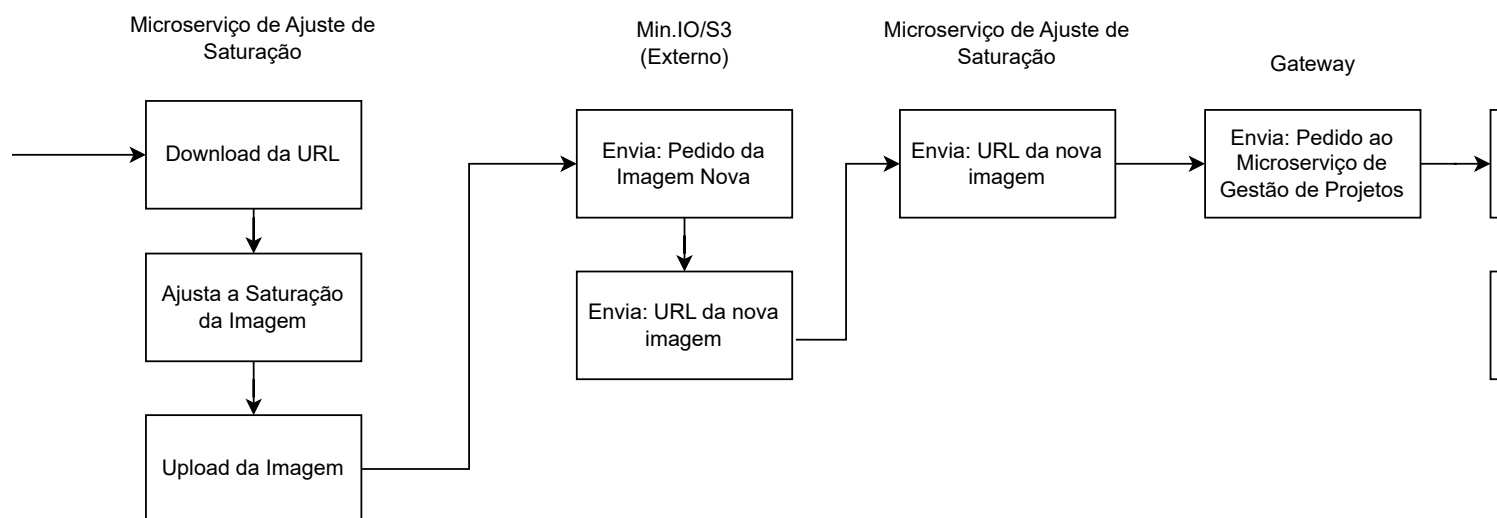 Microserviço de Ajuste de
Saturação
Download da URL
Ajusta a Saturação
da Imagem
Upload da Imagem
Min.IO/S3
(Externo)
Envia: Pedido da
Imagem Nova
Envia: URL da nova
imagem
Microserviço de Ajuste de
Saturação
Envia: URL da nova
imagem
Gateway
Envia: Pedido ao
Microserviço de
Gestão de Projetos